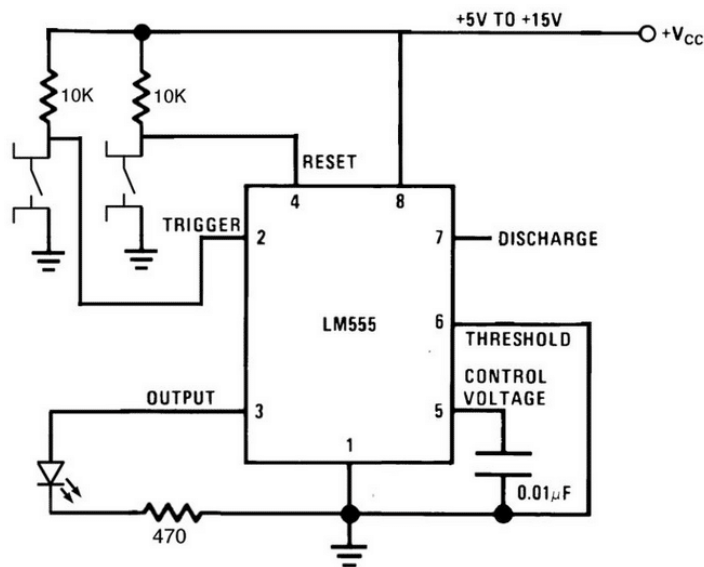 +5V TO +15V
+VCC
10K
10K
RESET
4
8
TRIGGER
2
7
DISCHARGE
LM555
6
THRESHOLD
CONTROL
VOLTAGE
OUTPUT
3
5
1
0.01µF
470